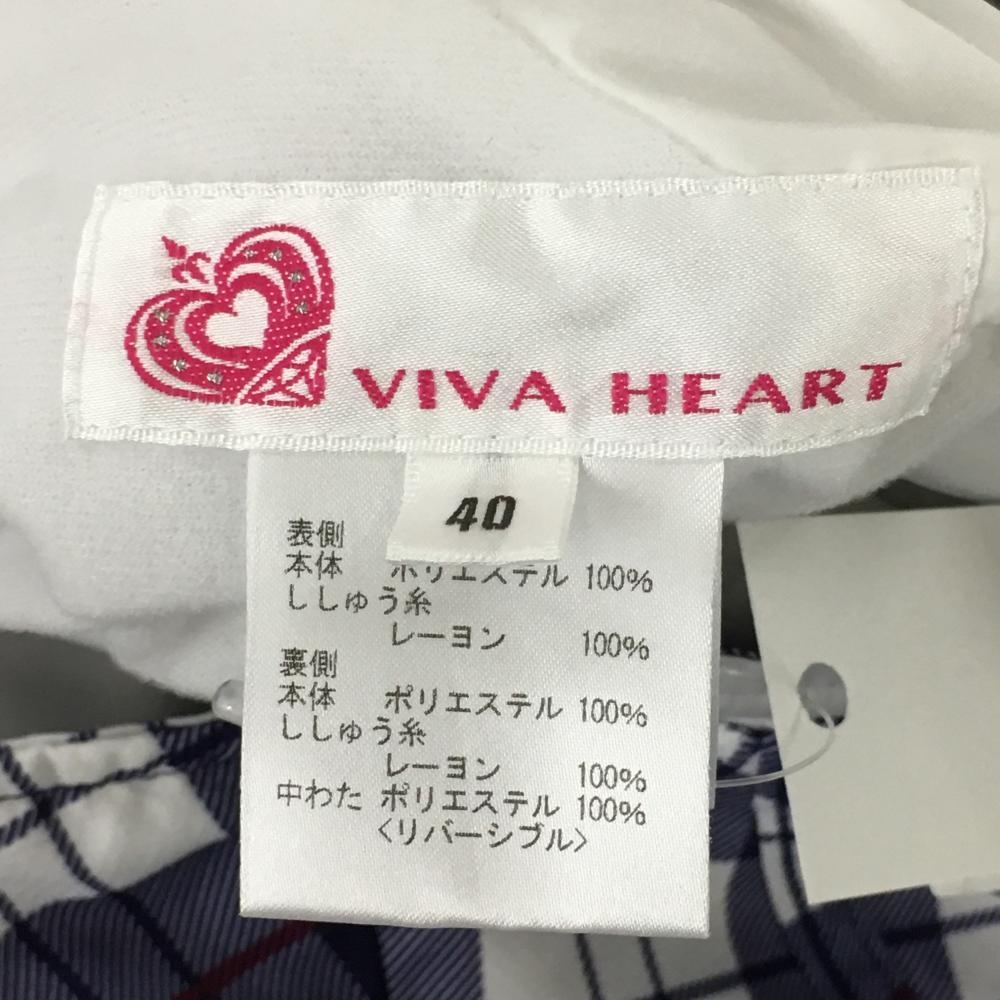 VIVA HEART
40
表側
本体 ポリエステル 100%
ししゅう糸
レーヨン 100%
裏側
本体 ポリエステル 100%
ししゅう糸
レーヨン 100%
中わた ポリエステル 100%
〈リバーシブル〉